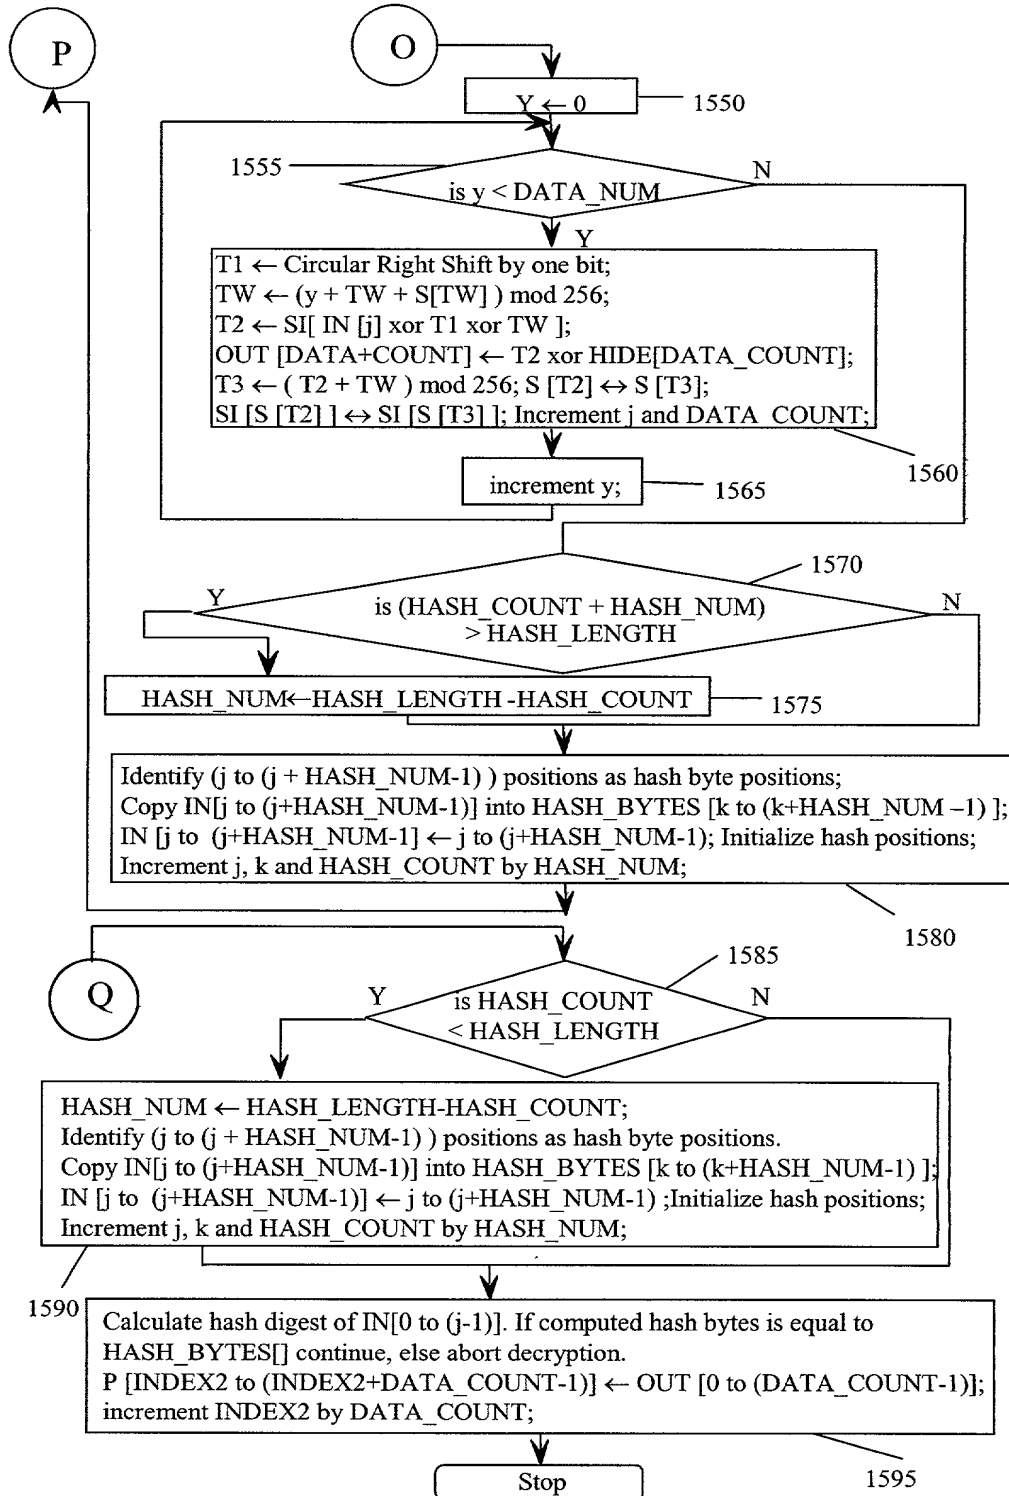 P
O
Y ← 0
1550
1555
is y < DATA_NUM
N
Y
T1 ← Circular Right Shift by one bit;
TW ← (y + TW + S[TW] ) mod 256;
T2 ← SI[ IN [j] xor T1 xor TW ];
OUT [DATA+COUNT] ← T2 xor HIDE[DATA_COUNT];
T3 ← ( T2 + TW ) mod 256; S [T2] ↔ S [T3];
SI [S [T2] ] ↔ SI [S [T3] ]; Increment j and DATA_COUNT;
1560
increment y;
1565
1570
Y
is (HASH_COUNT + HASH_NUM)
> HASH_LENGTH
N
HASH_NUM←HASH_LENGTH -HASH_COUNT
1575
Identify (j to (j + HASH_NUM-1) ) positions as hash byte positions;
Copy IN[j to (j+HASH_NUM-1)] into HASH_BYTES [k to (k+HASH_NUM –1) ];
IN [j to (j+HASH_NUM-1] ← j to (j+HASH_NUM-1); Initialize hash positions;
Increment j, k and HASH_COUNT by HASH_NUM;
1580
Q
1585
Y
is HASH_COUNT
< HASH_LENGTH
N
HASH_NUM ← HASH_LENGTH-HASH_COUNT;
Identify (j to (j + HASH_NUM-1) ) positions as hash byte positions.
Copy IN[j to (j+HASH_NUM-1)] into HASH_BYTES [k to (k+HASH_NUM-1) ];
IN [j to (j+HASH_NUM-1)] ← j to (j+HASH_NUM-1) ;Initialize hash positions;
Increment j, k and HASH_COUNT by HASH_NUM;
1590
Calculate hash digest of IN[0 to (j-1)]. If computed hash bytes is equal to
HASH_BYTES[] continue, else abort decryption.
P [INDEX2 to (INDEX2+DATA_COUNT-1)] ← OUT [0 to (DATA_COUNT-1)];
increment INDEX2 by DATA_COUNT;
1595
Stop